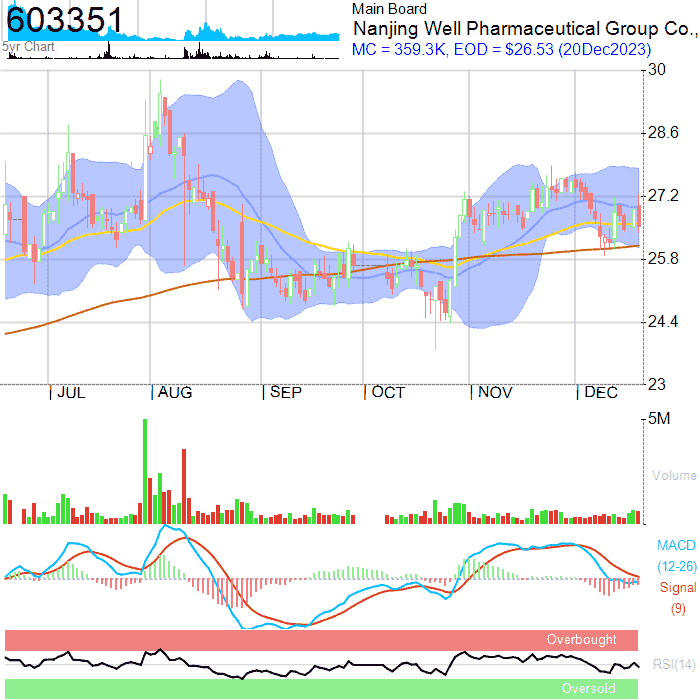 603351
5yr Chart
Main Board
Nanjing Well Pharmaceutical Group Co.,
MC = 359.3K, EOD = $26.53 (20Dec2023)
30
28.6
27.2
25.8
24.4
23
JUL
AUG
SEP
OCT
NOV
DEC
5M
Volume
MACD
(12-26)
Signal
(9)
Overbought
RSI(14)
Oversold